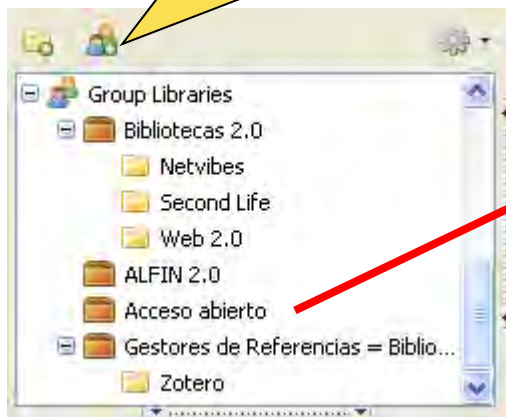 Group Libraries
Bibliotecas 2.0
Netvibes
Second Life
Web 2.0
ALFIN 2.0
Acceso abierto
Gestores de Referencias = Biblio...
Zotero